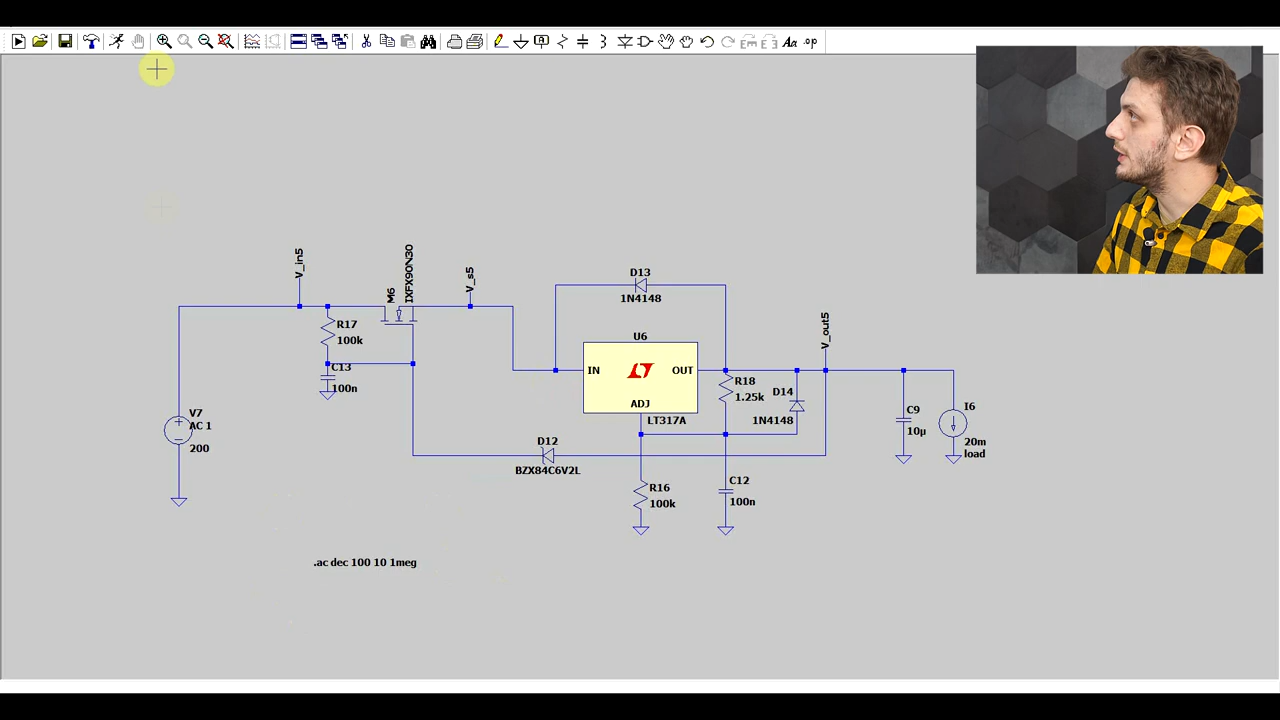 .op
V_in5
M6
IXFX90N30
V_s5
D13
1N4148
V_out5
R17
100k
C13
100n
U6
IN
OUT
ADJ
LT317A
R18
1.25k
D14
1N4148
V7
AC 1
200
C9
10µ
I6
20m
load
D12
BZX84C6V2L
R16
100k
C12
100n
.ac dec 100 10 1meg